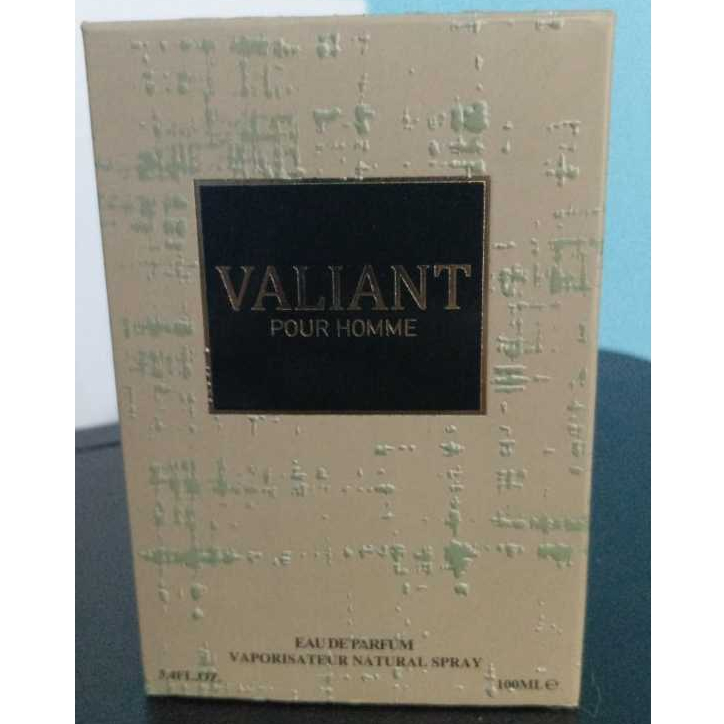 VALIANT
POUR HOMME
EAU DE PARFUM
VAPORISATEUR NATURAL SPRAY
3.4FL.OZ.
100ML℮